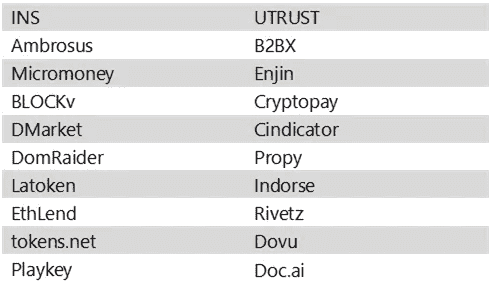 INS UTRUST
Ambrosus B2BX
Micromoney Enjin
BLOCKv Cryptopay
DMarket Cindicator
DomRaider Propy
Latoken Indorse
EthLend Rivetz
tokens.net Dovu
Playkey Doc.ai